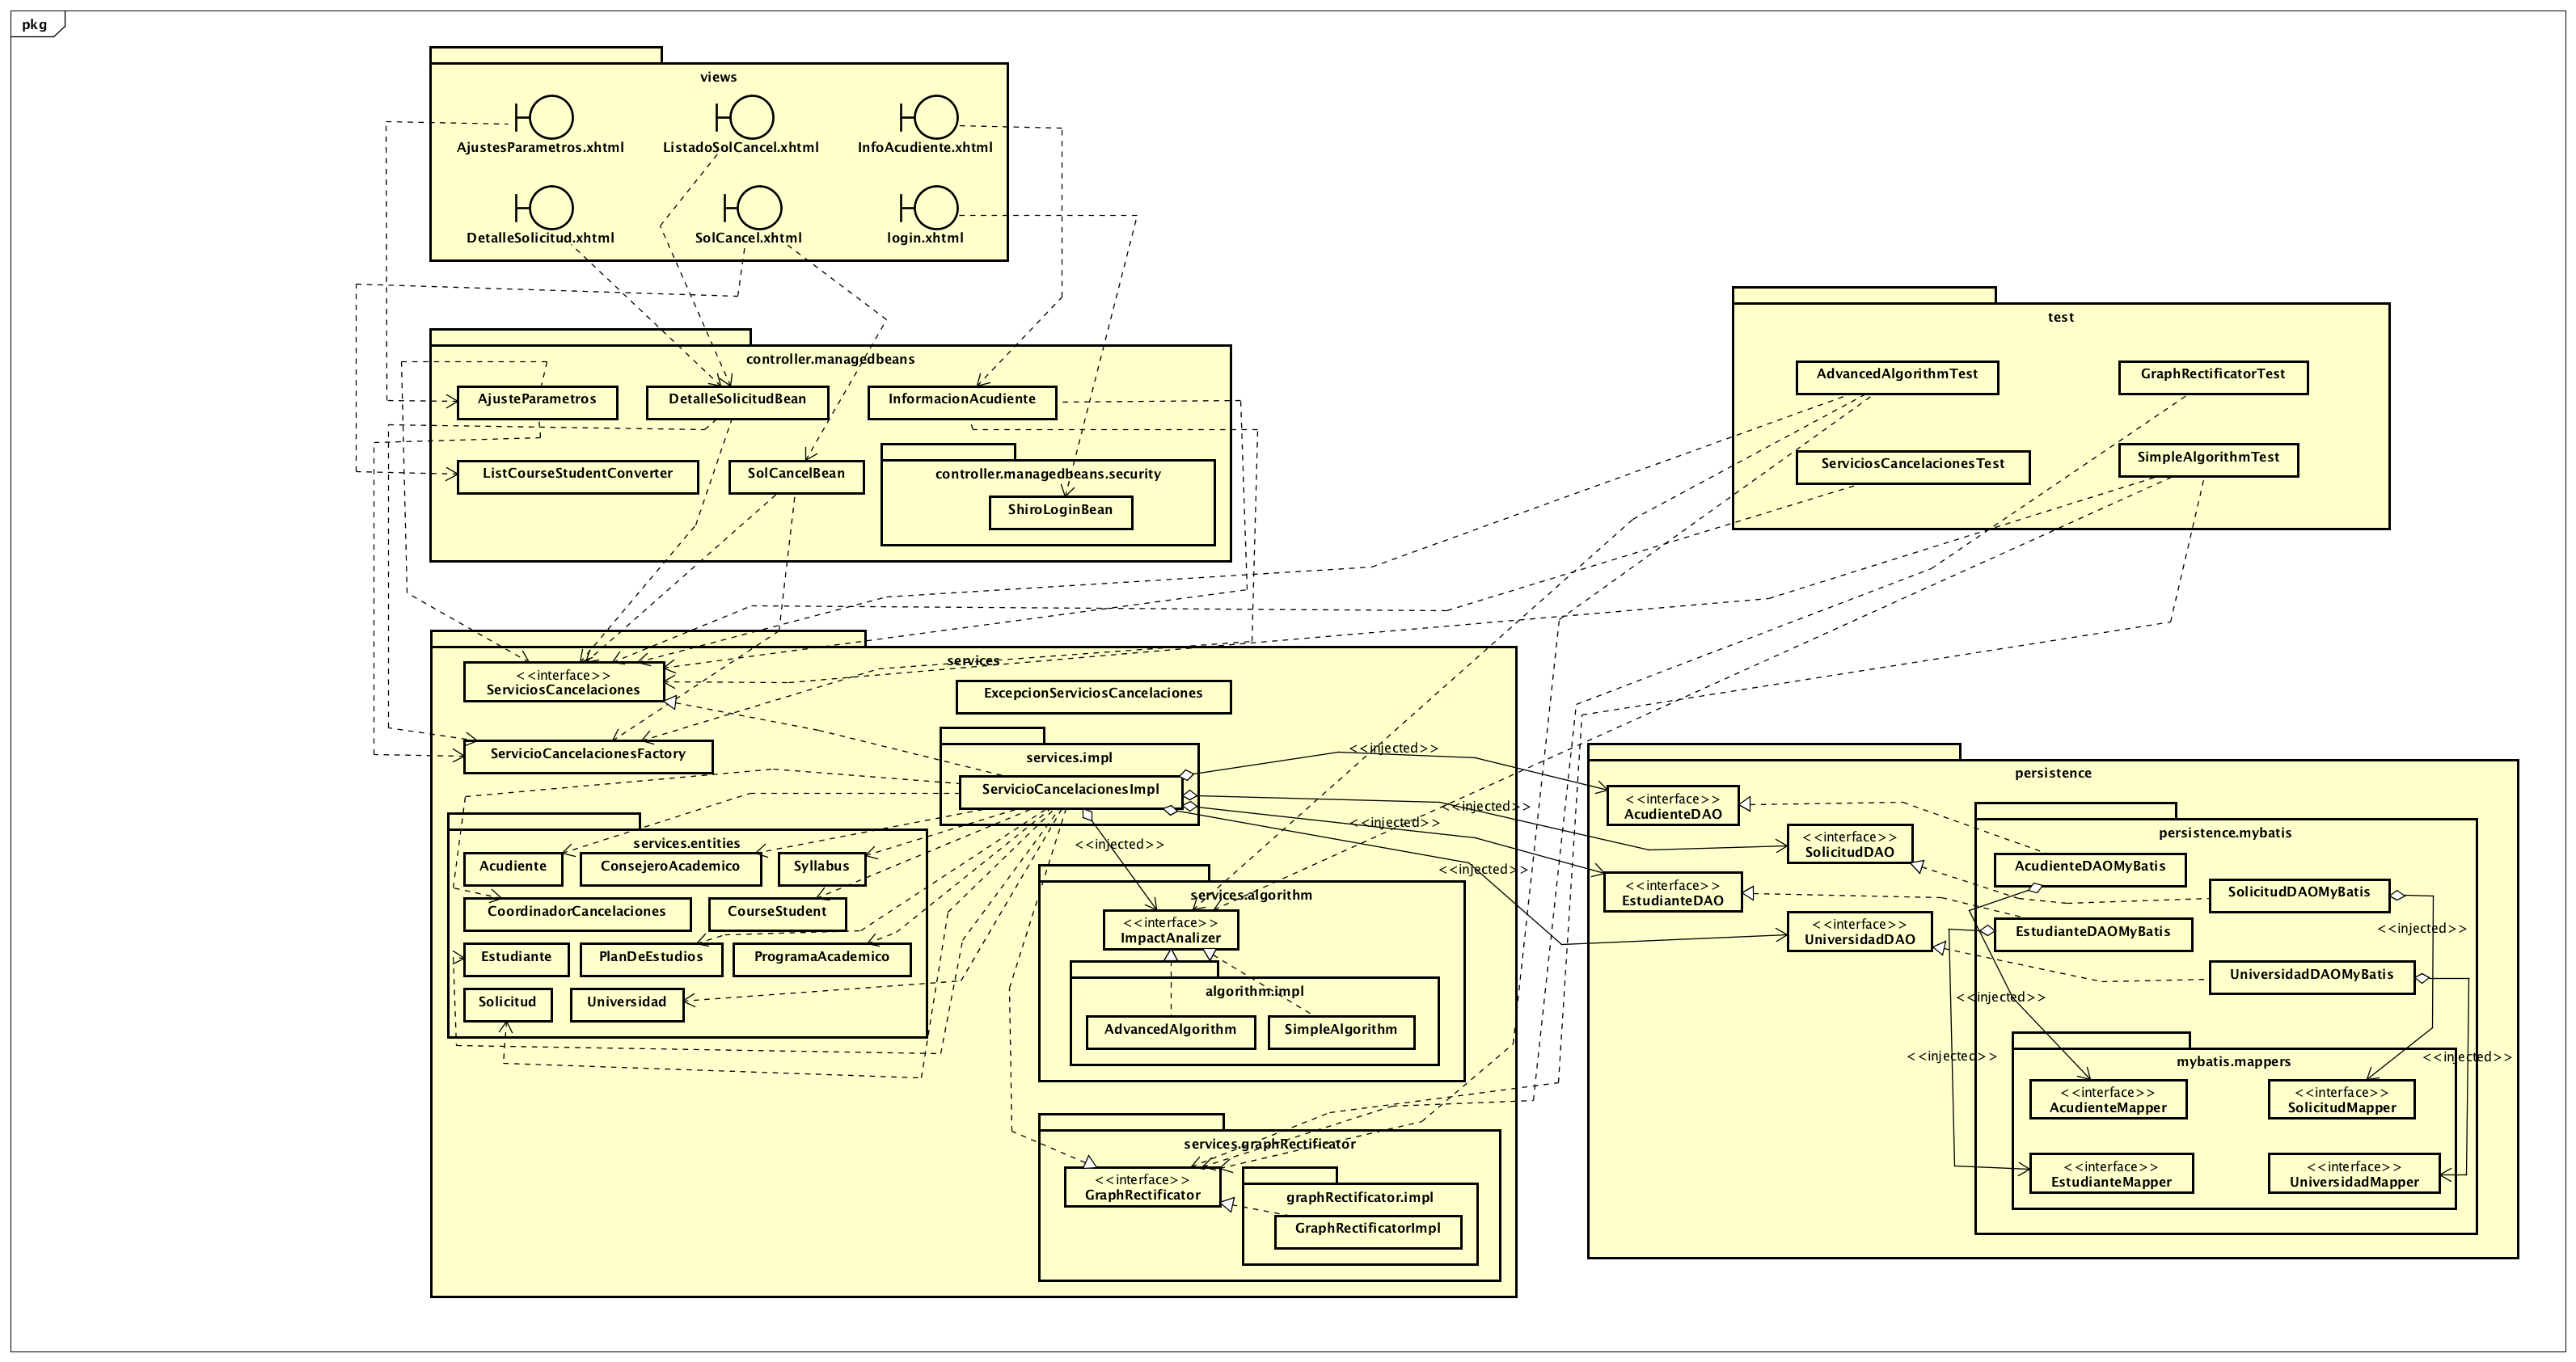 pkg
views
AjustesParametros.xhtml
ListadoSolCancel.xhtml
InfoAcudiente.xhtml
DetalleSolicitud.xhtml
SolCancel.xhtml
login.xhtml
controller.managedbeans
AjusteParametros
DetalleSolicitudBean
InformacionAcudiente
ListCourseStudentConverter
SolCancelBean
controller.managedbeans.security
ShiroLoginBean
test
AdvancedAlgorithmTest
GraphRectificatorTest
ServiciosCancelacionesTest
SimpleAlgorithmTest
services
<<interface>>
ServiciosCancelaciones
ExcepcionServiciosCancelaciones
ServicioCancelacionesFactory
services.impl
ServicioCancelacionesImpl
<<injected>>
<<injected>>
<<injected>>
<<injected>>
<<injected>>
services.entities
Acudiente
ConsejeroAcademico
Syllabus
CoordinadorCancelaciones
CourseStudent
Estudiante
PlanDeEstudios
ProgramaAcademico
Solicitud
Universidad
services.algorithm
<<interface>>
ImpactAnalizer
algorithm.impl
AdvancedAlgorithm
SimpleAlgorithm
services.graphRectificator
<<interface>>
GraphRectificator
graphRectificator.impl
GraphRectificatorImpl
persistence
<<interface>>
AcudienteDAO
<<interface>>
SolicitudDAO
<<interface>>
EstudianteDAO
<<interface>>
UniversidadDAO
persistence.mybatis
AcudienteDAOMyBatis
SolicitudDAOMyBatis
EstudianteDAOMyBatis
UniversidadDAOMyBatis
<<injected>>
<<injected>>
<<injected>>
<<injected>>
mybatis.mappers
<<interface>>
AcudienteMapper
<<interface>>
SolicitudMapper
<<interface>>
EstudianteMapper
<<interface>>
UniversidadMapper